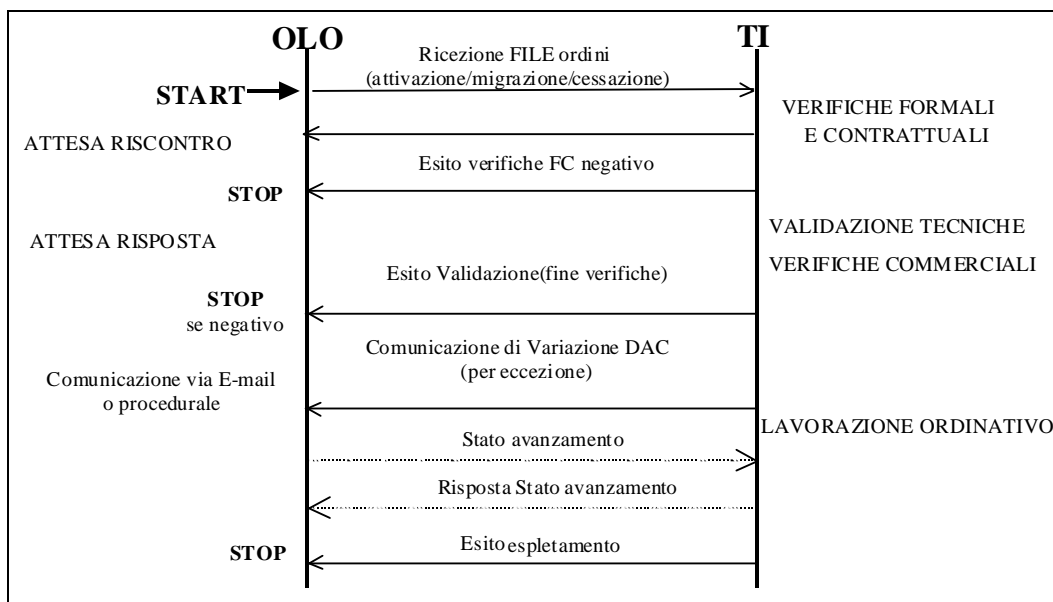 OLO
TI
Ricezione FILE ordini
(attivazione/migrazione/cessazione)
START
VERIFICHE FORMALI
E CONTRATTUALI
ATTESA RISCONTRO
Esito verifiche FC negativo
STOP
VALIDAZIONE TECNICHE
ATTESA RISPOSTA
VERIFICHE COMMERCIALI
Esito Validazione(fine verifiche)
STOP
se negativo
Comunicazione di Variazione DAC
(per eccezione)
Comunicazione via E-mail
o procedurale
LAVORAZIONE ORDINATIVO
Stato avanzamento
Risposta Stato avanzamento
Esito espletamento
STOP